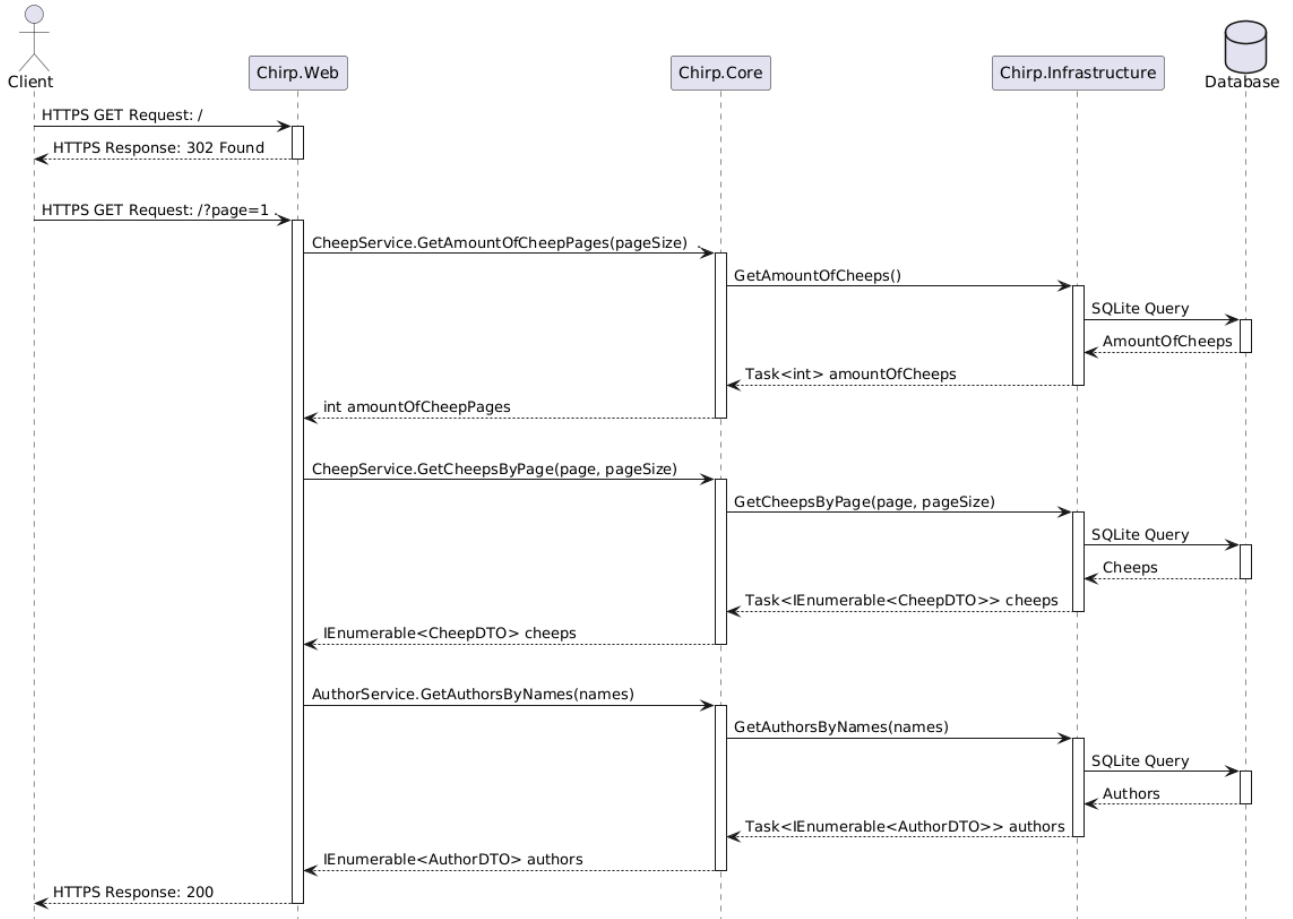 Client
Chirp.Web
Chirp.Core
Chirp.Infrastructure
Database
HTTPS GET Request: /
HTTPS Response: 302 Found
HTTPS GET Request: /?page=1 .
CheepService.GetAmountOfCheepPages(pageSize) .
GetAmountOfCheeps()
SQLite Query
AmountOfCheeps
Task<int> amountOfCheeps
int amountOfCheepPages
CheepService.GetCheepsByPage(page, pageSize)
GetCheepsByPage(page, pageSize)
SQLite Query
Cheeps
Task<IEnumerable<CheepDTO>> cheeps
IEnumerable<CheepDTO> cheeps
AuthorService.GetAuthorsByNames(names)
GetAuthorsByNames(names)
SQLite Query
Authors
Task<IEnumerable<AuthorDTO>> authors
IEnumerable<AuthorDTO> authors
HTTPS Response: 200